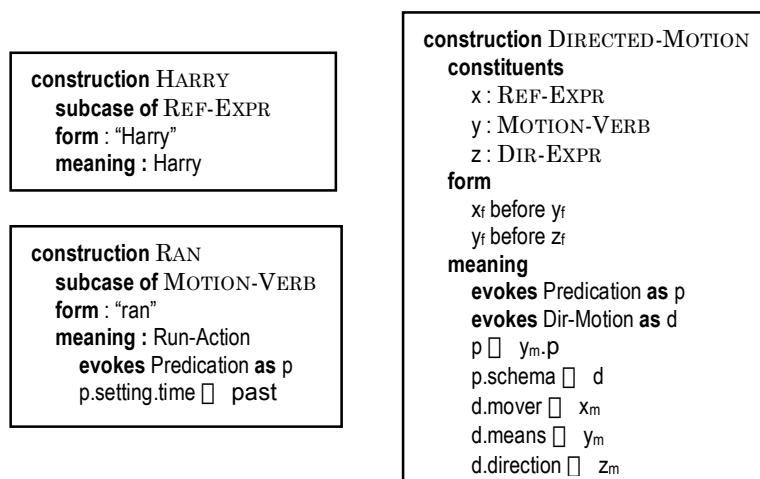 construction HARRY
subcase of REF-EXPR
form : “Harry”
meaning : Harry
construction RAN
subcase of MOTION-VERB
form : “ran”
meaning : Run-Action
evokes Predication as p
p.setting.time □ past
construction DIRECTED-MOTION
constituents
x : REF-EXPR
y : MOTION-VERB
z : DIR-EXPR
form
xf before yf
yf before zf
meaning
evokes Predication as p
evokes Dir-Motion as d
p □ ym.p
p.schema □ d
d.mover □ xm
d.means □ ym
d.direction □ zm